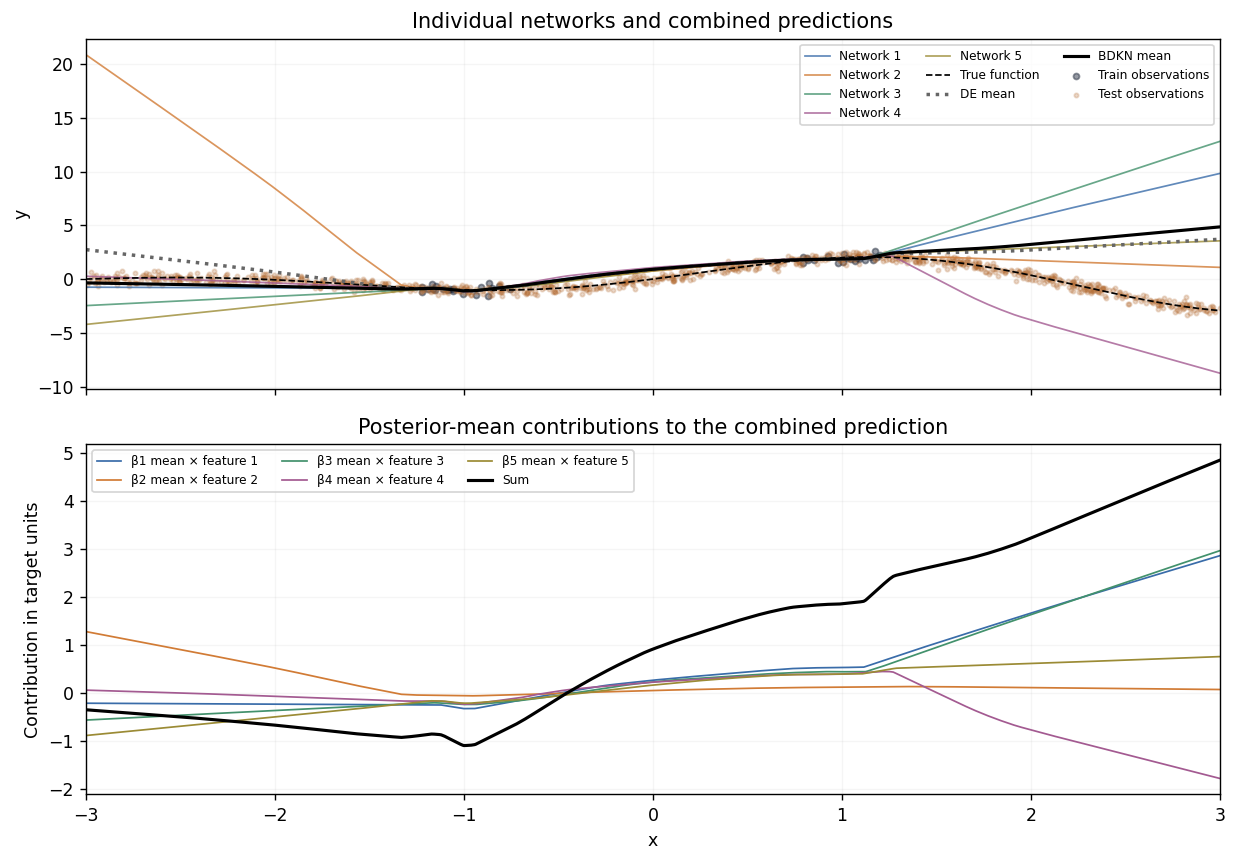 Individual networks and combined predictions
y
20
15
10
5
0
−5
−10
Network 1
Network 2
Network 3
Network 4
Network 5
True function
DE mean
BDKN mean
Train observations
Test observations
Posterior-mean contributions to the combined prediction
Contribution in target units
5
4
3
2
1
0
−1
−2
β1 mean × feature 1
β2 mean × feature 2
β3 mean × feature 3
β4 mean × feature 4
β5 mean × feature 5
Sum
−3
−2
−1
0
1
2
3
x